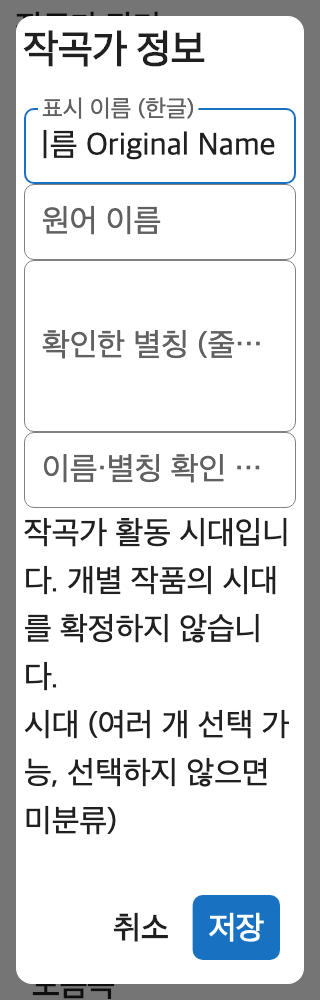 작곡가 정보
표시 이름 (한글)
름 Original Name
원어 이름
확인한 별칭 (줄…
이름·별칭 확인 …
작곡가 활동 시대입니
다. 개별 작품의 시대
를 확정하지 않습니
다.
시대 (여러 개 선택 가
능, 선택하지 않으면
미분류)
취소 저장